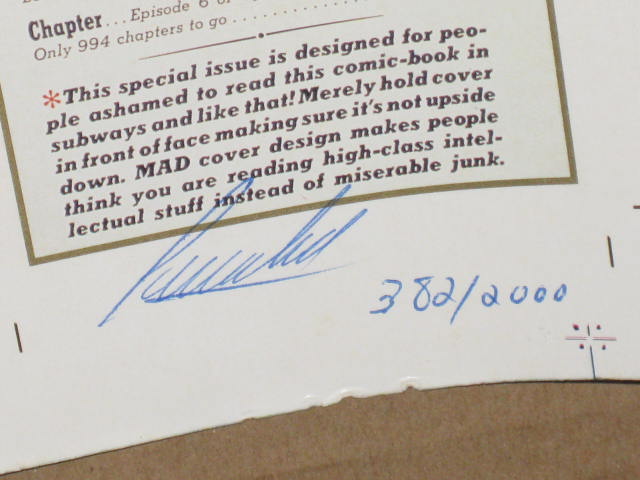 Chapter ... Episode 6 o
Only 994 chapters to go . . . . . . . . . . . .
*This special issue is designed for peo-
ple ashamed to read this comic-book in
subways and like that! Merely hold cover
in front of face making sure it's not upside
down. MAD cover design makes people
think you are reading high-class intel-
lectual stuff instead of miserable junk.
382/2000